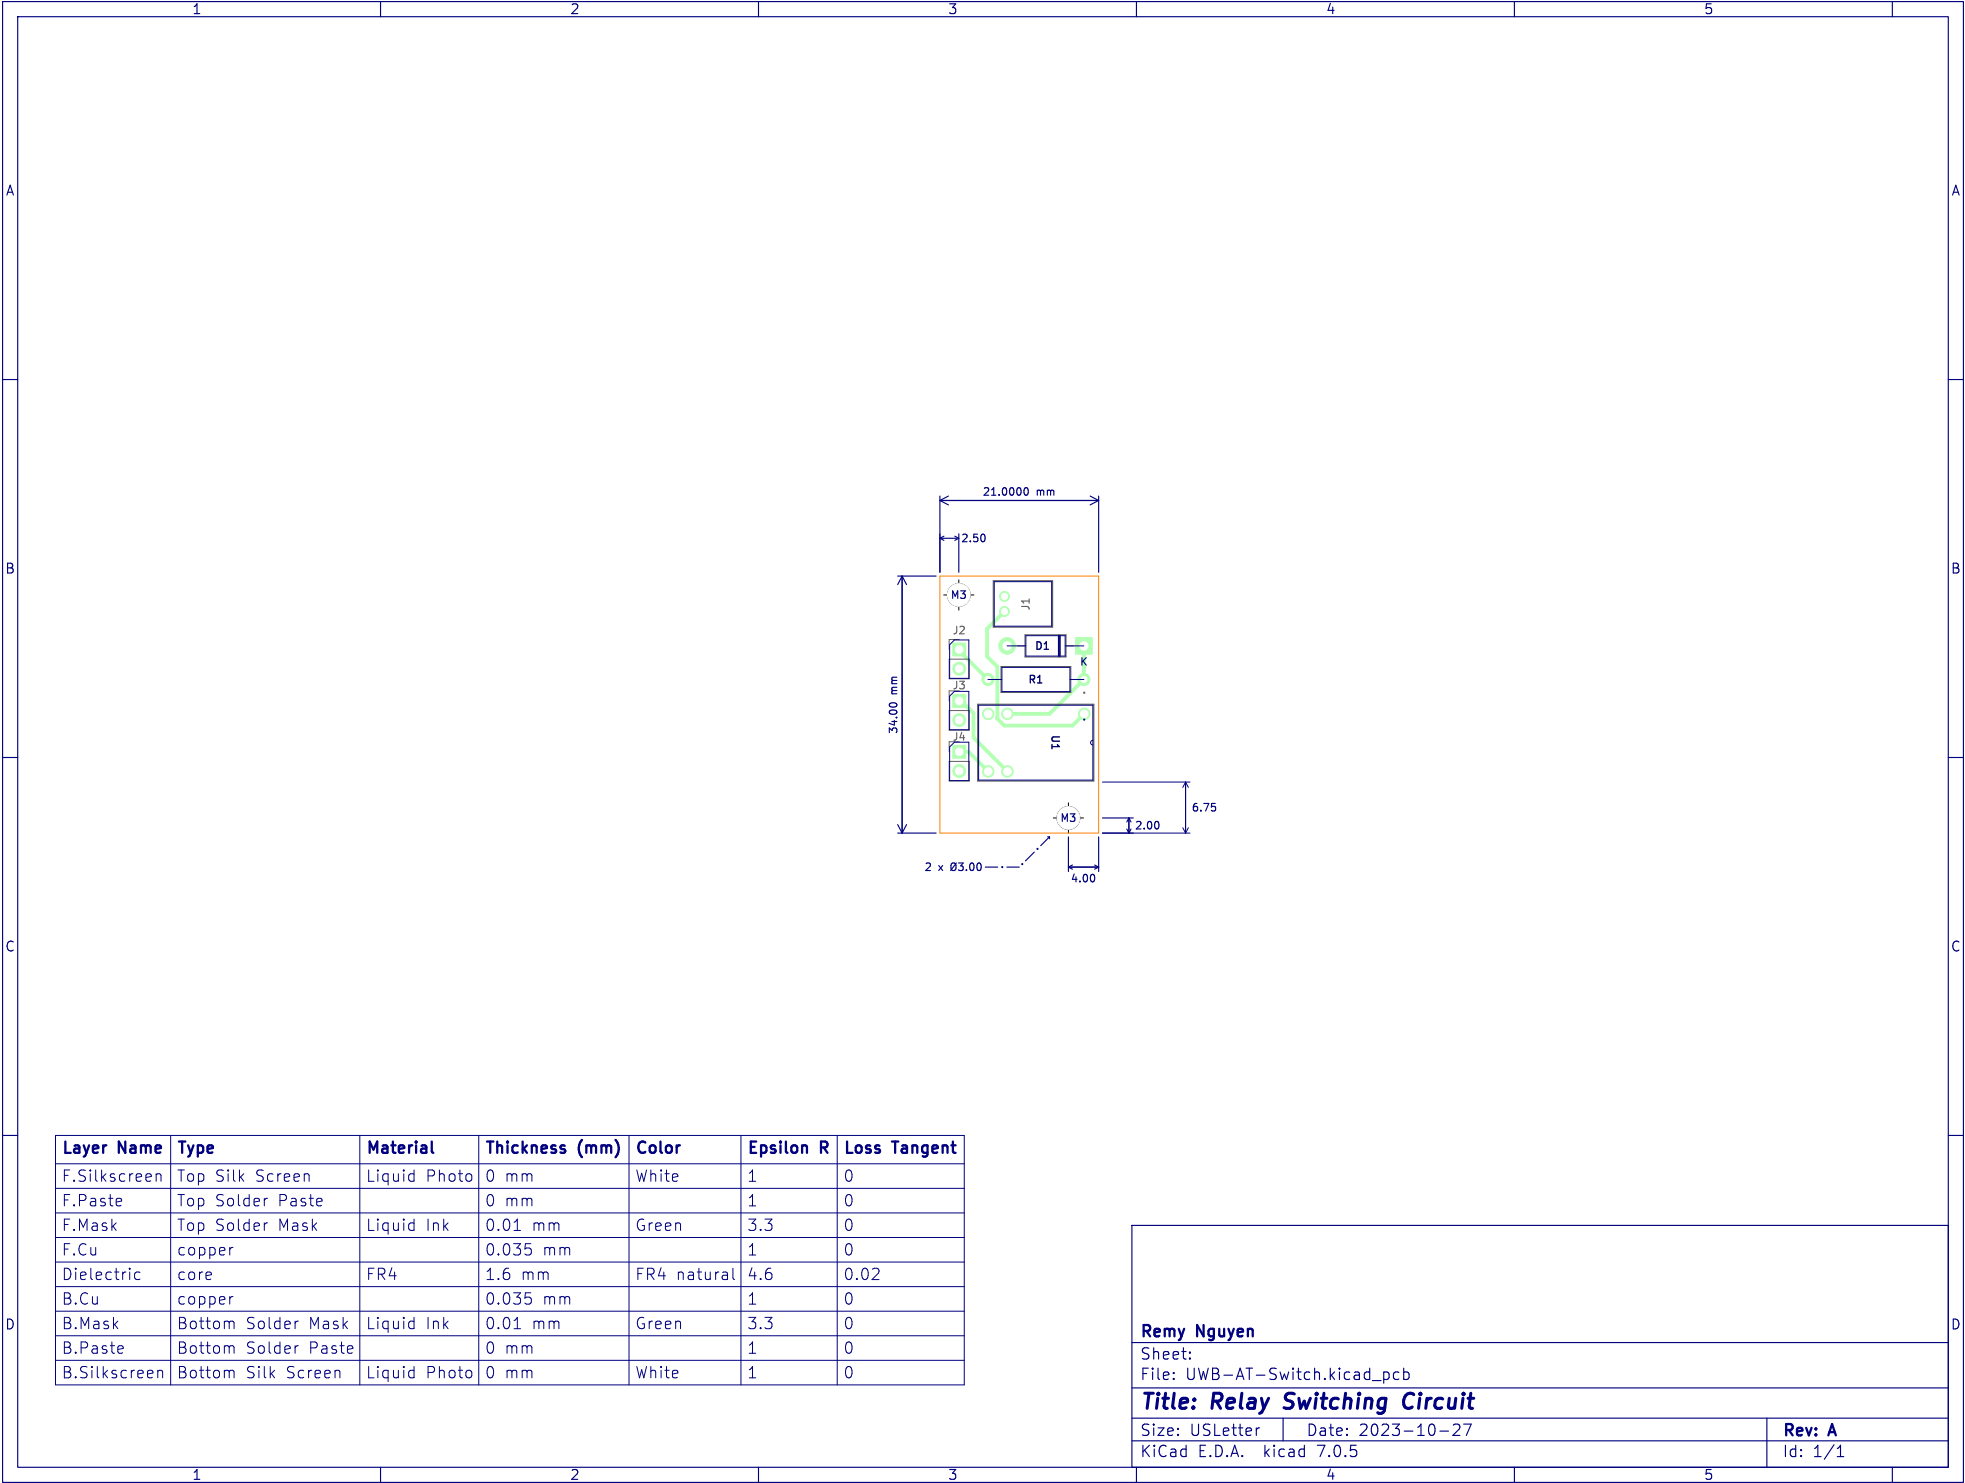 1 2 3 4 5
A A
21.0000 mm
2.50
B B
M3
J1
J2
D1
K
R1
J3
34.00 mm
J4
U1
6.75
M3
2.00
2 x Ø3.00
4.00
C C
Layer Name Type Material Thickness (mm) Color Epsilon R Loss Tangent
F.Silkscreen Top Silk Screen Liquid Photo 0 mm White 1 0
F.Paste Top Solder Paste 0 mm 1 0
F.Mask Top Solder Mask Liquid Ink 0.01 mm Green 3.3 0
F.Cu copper 0.035 mm 1 0
Dielectric core FR4 1.6 mm FR4 natural 4.6 0.02
B.Cu copper 0.035 mm 1 0
B.Mask Bottom Solder Mask Liquid Ink 0.01 mm Green 3.3 0
B.Paste Bottom Solder Paste 0 mm 1 0
B.Silkscreen Bottom Silk Screen Liquid Photo 0 mm White 1 0
D D
Remy Nguyen
Sheet:
File: UWB-AT-Switch.kicad_pcb
Title: Relay Switching Circuit
Size: USLetter Date: 2023-10-27 Rev: A
KiCad E.D.A. kicad 7.0.5 Id: 1/1
1 2 3 4 5